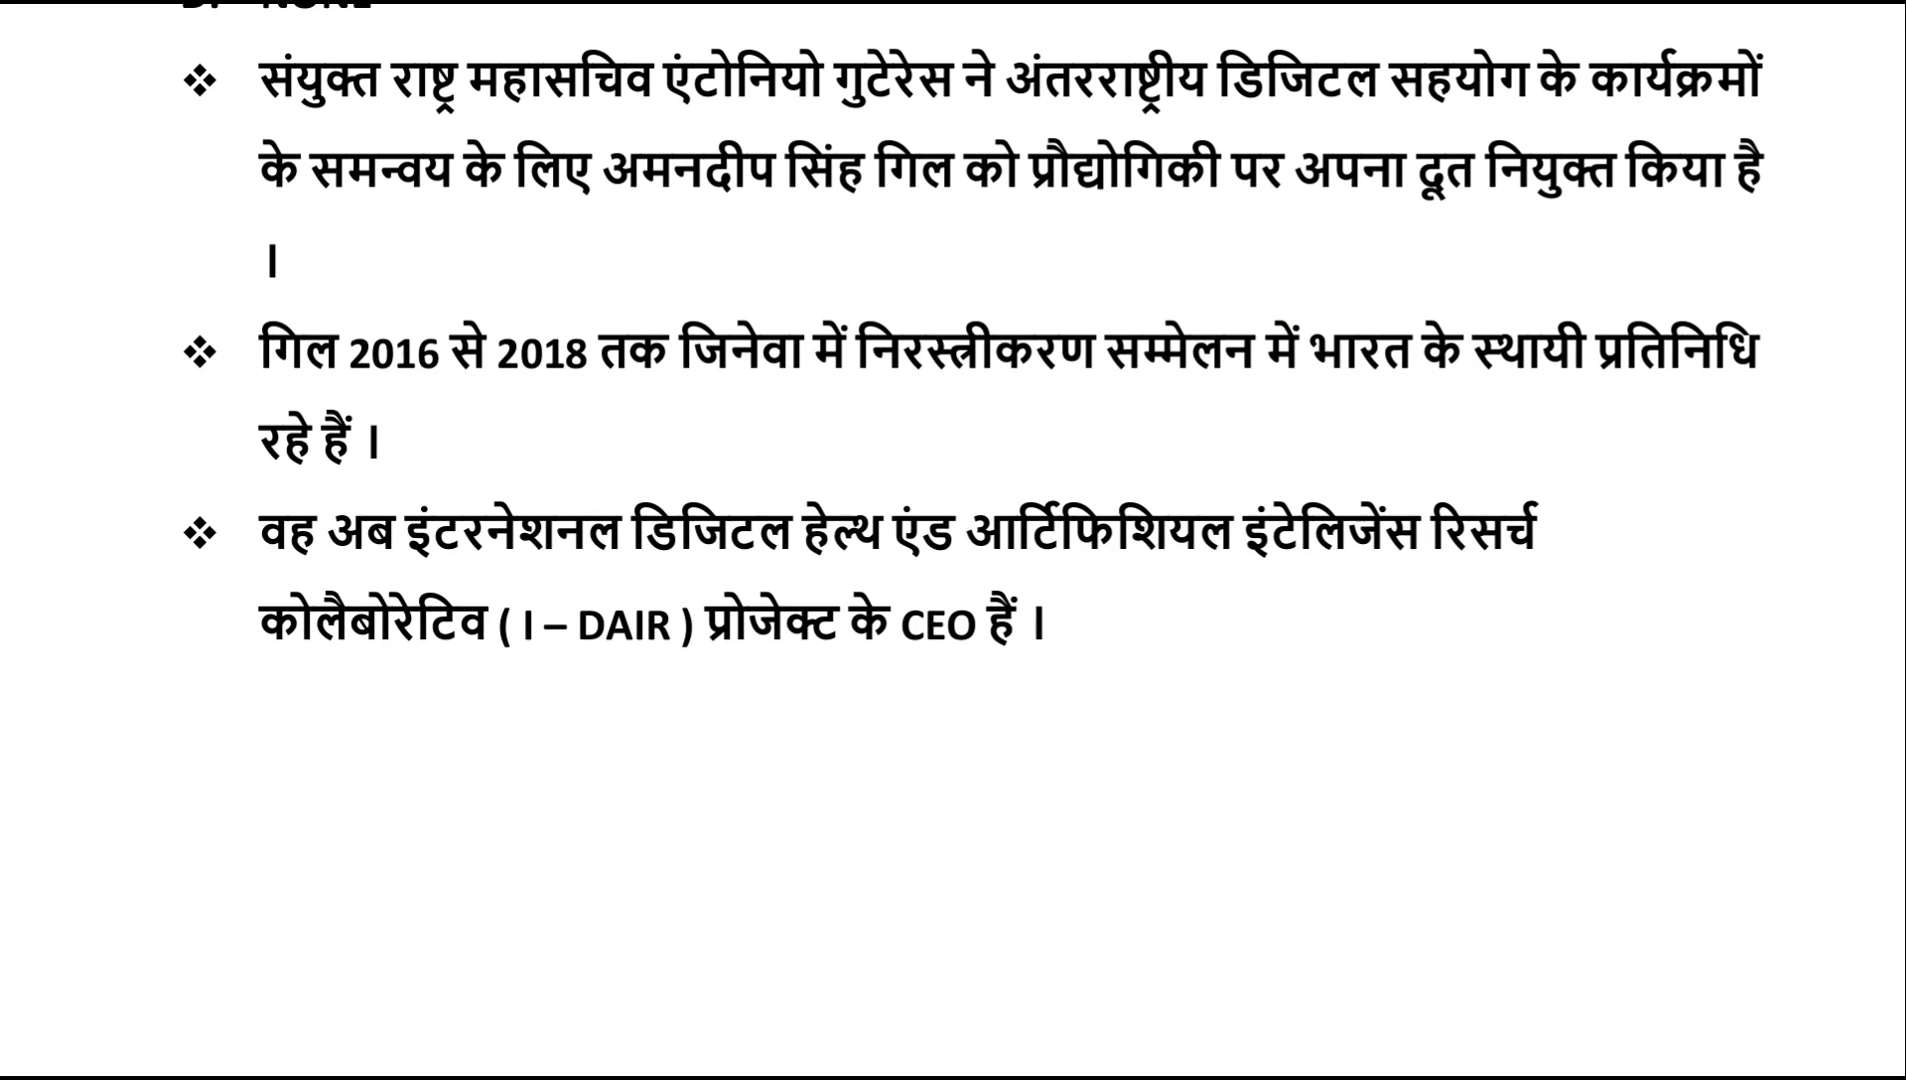 ❖ संयुक्त राष्ट्र महासचिव एंटोनियो गुटेरेस ने अंतरराष्ट्रीय डिजिटल सहयोग के कार्यक्रमों
के समन्वय के लिए अमनदीप सिंह गिल को प्रौद्योगिकी पर अपना दूत नियुक्त किया है
।
❖ गिल 2016 से 2018 तक जिनेवा में निरस्त्रीकरण सम्मेलन में भारत के स्थायी प्रतिनिधि
रहे हैं ।
❖ वह अब इंटरनेशनल डिजिटल हेल्थ एंड आर्टिफिशियल इंटेलिजेंस रिसर्च
कोलैबोरेटिव ( I – DAIR ) प्रोजेक्ट के CEO हैं ।